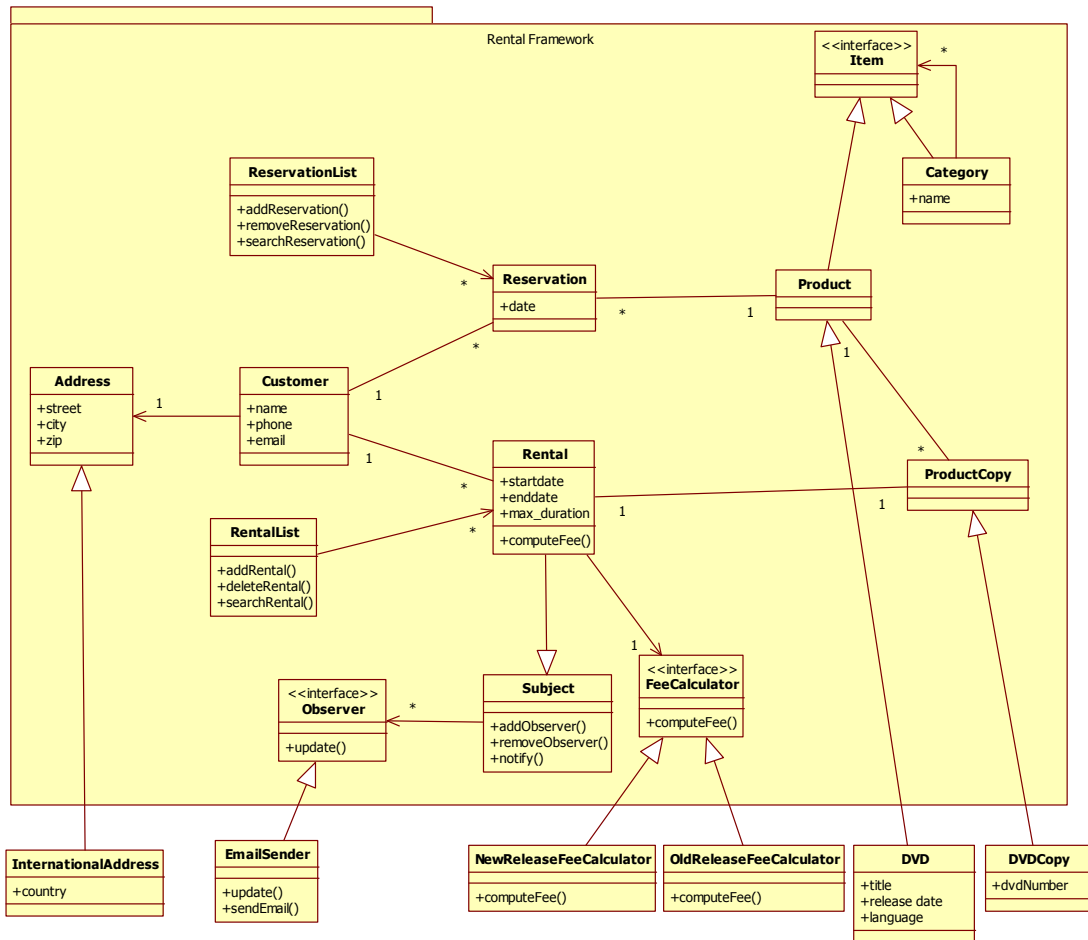 Rental Framework
<<interface>>
Item
*
Category
+name
ReservationList
+addReservation()
+removeReservation()
+searchReservation()
*
Reservation
+date
*
1
Product
*
1
1
*
Address
+street
+city
+zip
1
Customer
+name
+phone
+email
1
*
Rental
+startdate
+enddate
+max_duration
+computeFee()
1
1
ProductCopy
RentalList
+addRental()
+deleteRental()
+searchRental()
*
1
<<interface>>
Observer
+update()
*
Subject
+addObserver()
+removeObserver()
+notify()
<<interface>>
FeeCalculator
+computeFee()
InternationalAddress
+country
EmailSender
+update()
+sendEmail()
NewReleaseFeeCalculator
+computeFee()
OldReleaseFeeCalculator
+computeFee()
DVD
+title
+release date
+language
DVDCopy
+dvdNumber